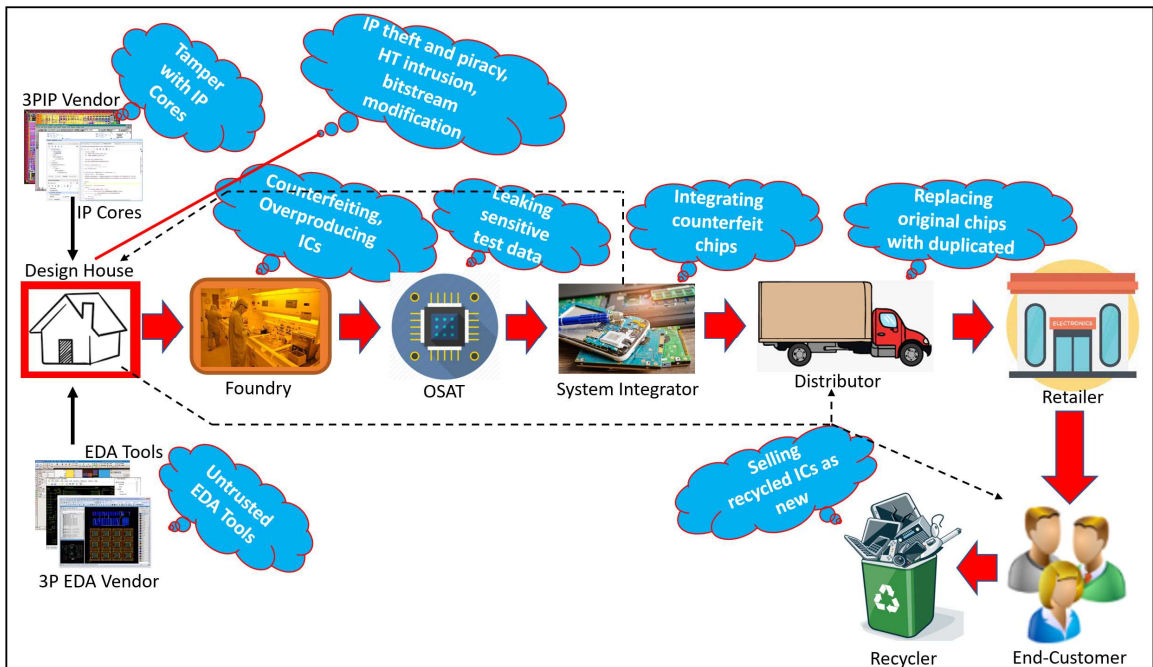 Tamper
with IP
Cores
IP theft and piracy,
HT intrusion,
bitstream
modification
3PIP Vendor
IP Cores
Counterfeiting,
Overproducing
ICs
Leaking
sensitive
test data
Integrating
counterfeit
chips
Replacing
original chips
with duplicated
Design House
ELECTRONICS
Foundry
OSAT
System Integrator
Distributor
Retailer
EDA Tools
Untrusted
EDA Tools
3P EDA Vendor
Selling
recycled ICs as
new
Recycler
End-Customer